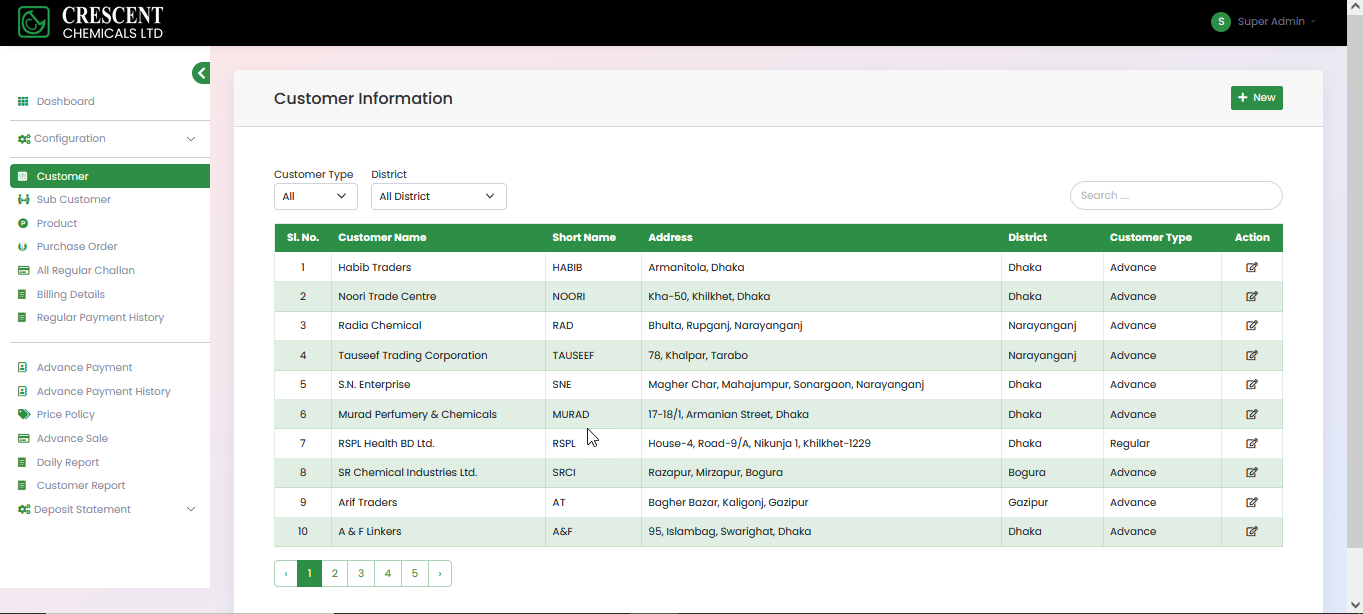 CRESCENT
CHEMICALS LTD
S Super Admin
Dashboard
Configuration
Customer
Sub Customer
Product
Purchase Order
All Regular Challan
Billing Details
Regular Payment History
Advance Payment
Advance Payment History
Price Policy
Advance Sale
Daily Report
Customer Report
Deposit Statement
Customer Information
+ New
Customer Type District
All All District
Search ....
Sl. No. Customer Name Short Name Address District Customer Type Action
1 Habib Traders HABIB Armanitola, Dhaka Dhaka Advance
2 Noori Trade Centre NOORI Kha-50, Khilkhet, Dhaka Dhaka Advance
3 Radia Chemical RAD Bhulta, Rupganj, Narayanganj Narayanganj Advance
4 Tauseef Trading Corporation TAUSEEF 78, Khalpar, Tarabo Narayanganj Advance
5 S.N. Enterprise SNE Magher Char, Mahajumpur, Sonargaon, Narayanganj Dhaka Advance
6 Murad Perfumery & Chemicals MURAD 17-18/1, Armanian Street, Dhaka Dhaka Advance
7 RSPL Health BD Ltd. RSPL House-4, Road-9/A, Nikunja 1, Khilkhet-1229 Dhaka Regular
8 SR Chemical Industries Ltd. SRCI Razapur, Mirzapur, Bogura Bogura Advance
9 Arif Traders AT Bagher Bazar, Kaligonj, Gazipur Gazipur Advance
10 A & F Linkers A&F 95, Islambag, Swarighat, Dhaka Dhaka Advance
‹ 1 2 3 4 5 ›